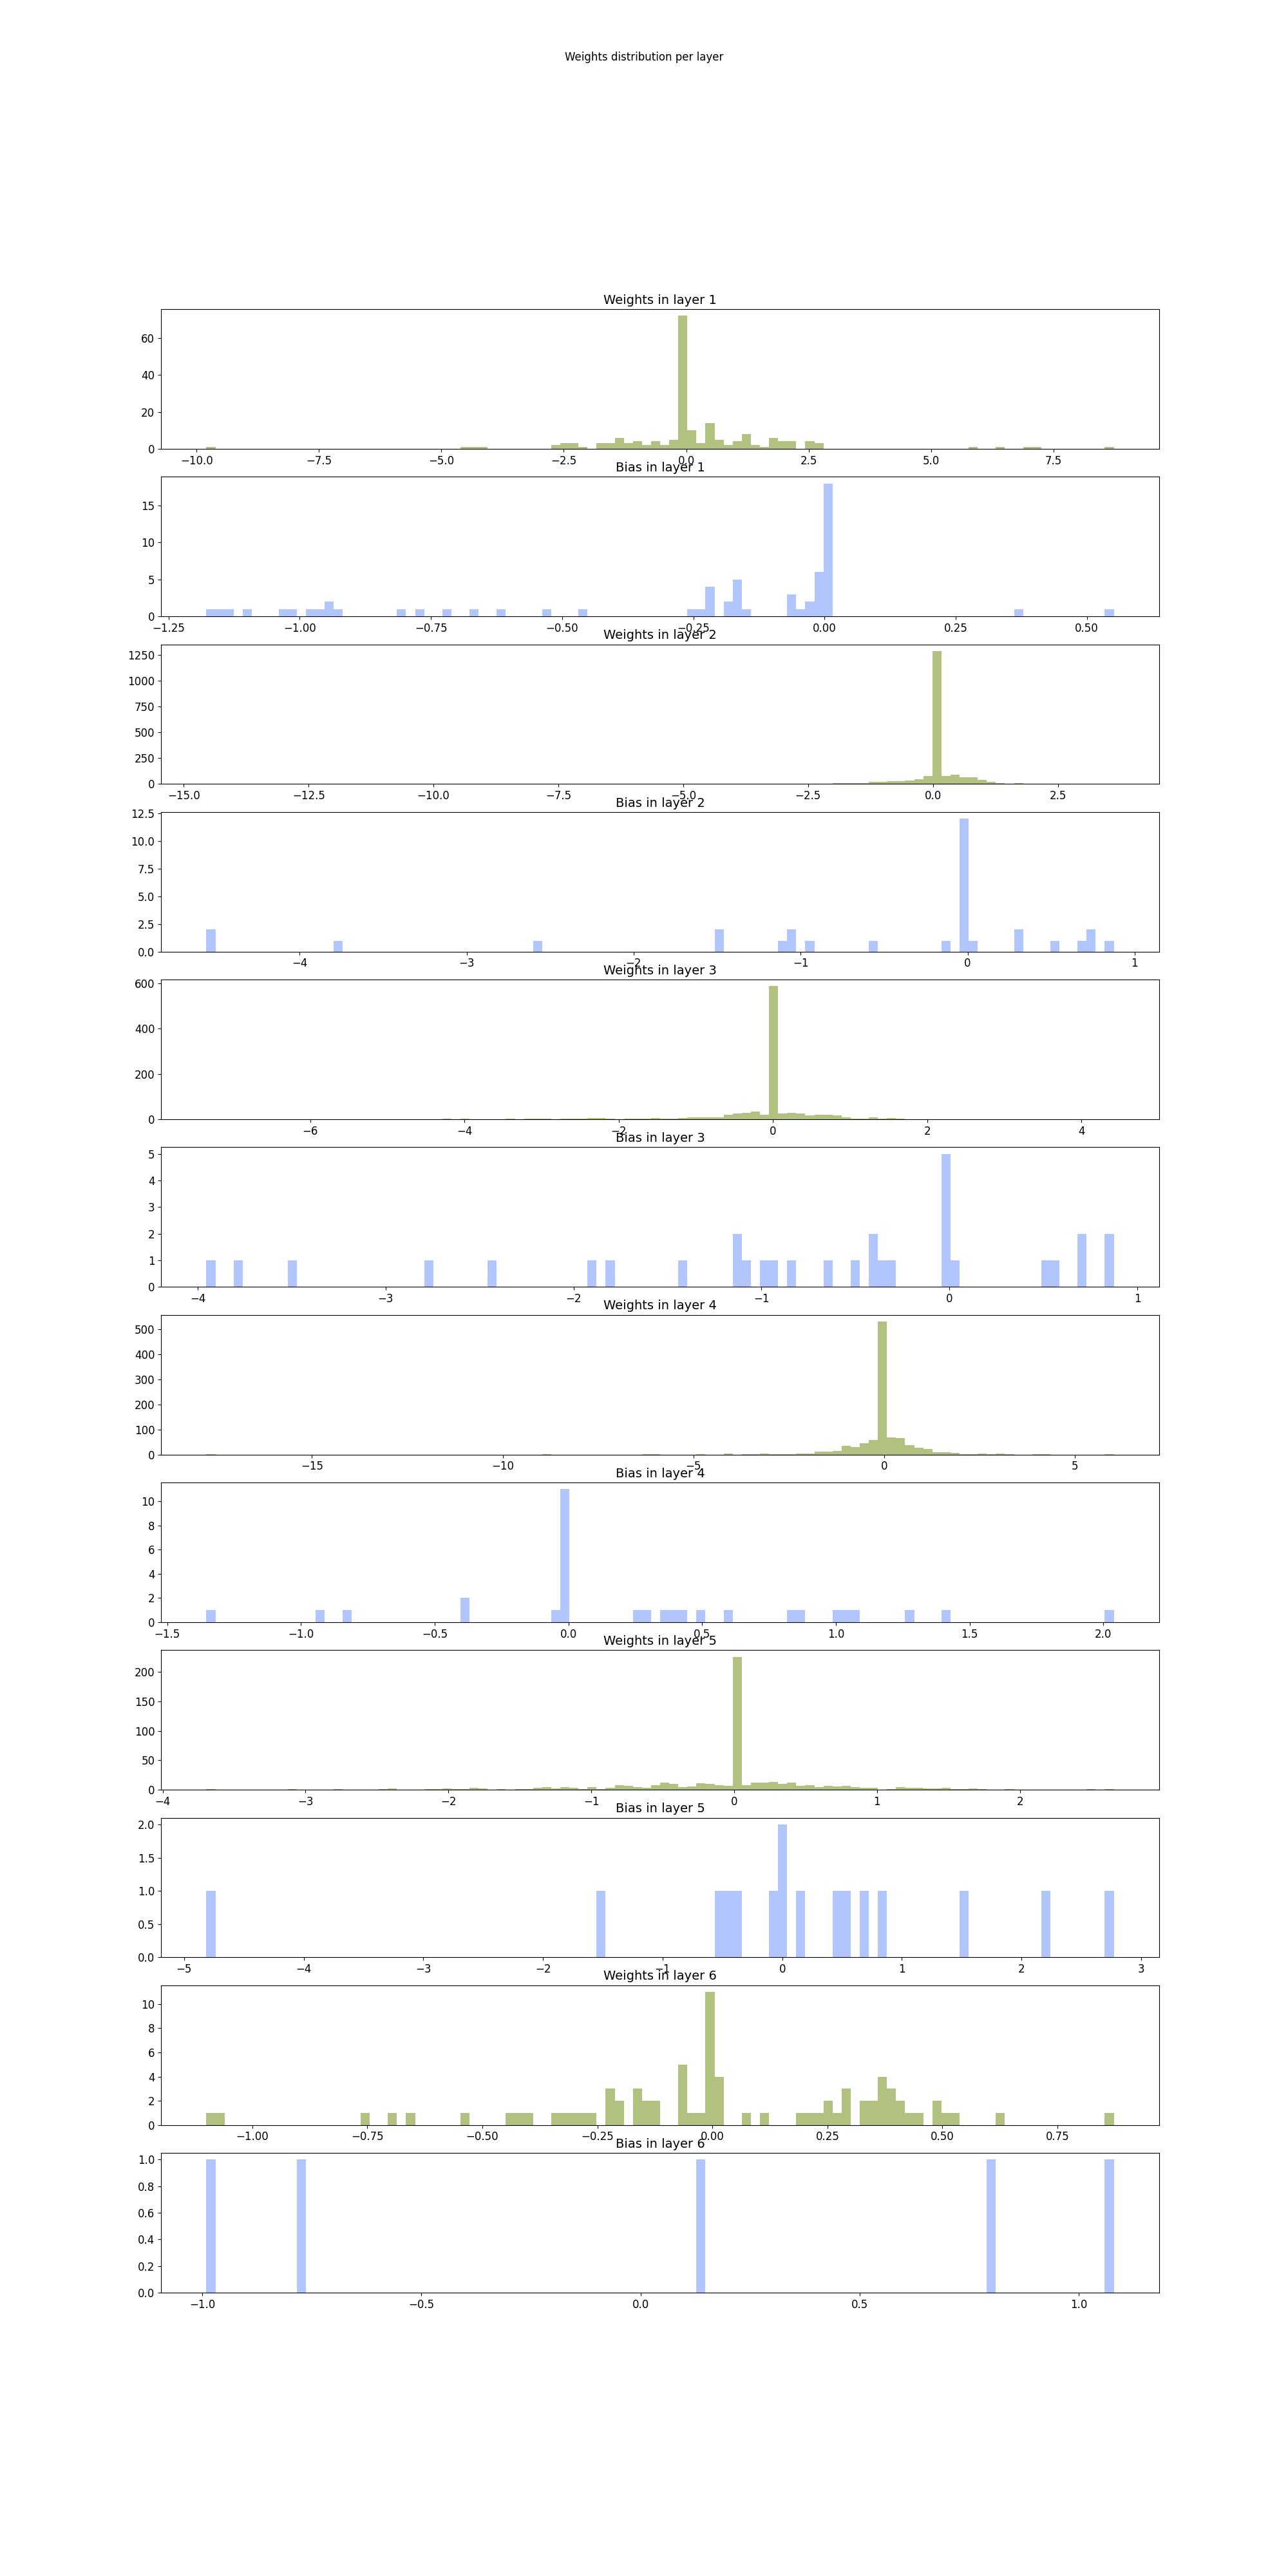 Weights distribution per layer
Weights in layer 1
60
40
20
0
−10.0 −7.5 −5.0 −2.5 0.0 2.5 5.0 7.5
Bias in layer 1
15
10
5
0
−1.25 −1.00 −0.75 −0.50 −0.25 0.00 0.25 0.50
Weights in layer 2
1250
1000
750
500
250
0
−15.0 −12.5 −10.0 −7.5 −5.0 −2.5 0.0 2.5
Bias in layer 2
12.5
10.0
7.5
5.0
2.5
0.0
−4 −3 −2 −1 0 1
Weights in layer 3
600
400
200
0
−6 −4 −2 0 2 4
Bias in layer 3
5
4
3
2
1
0
−4 −3 −2 −1 0 1
Weights in layer 4
500
400
300
200
100
0
−15 −10 −5 0 5
Bias in layer 4
10
8
6
4
2
0
−1.5 −1.0 −0.5 0.0 0.5 1.0 1.5 2.0
Weights in layer 5
200
150
100
50
0
−4 −3 −2 −1 0 1 2
Bias in layer 5
2.0
1.5
1.0
0.5
0.0
−5 −4 −3 −2 −1 0 1 2 3
Weights in layer 6
10
8
6
4
2
0
−1.00 −0.75 −0.50 −0.25 0.00 0.25 0.50 0.75
Bias in layer 6
1.0
0.8
0.6
0.4
0.2
0.0
−1.0 −0.5 0.0 0.5 1.0